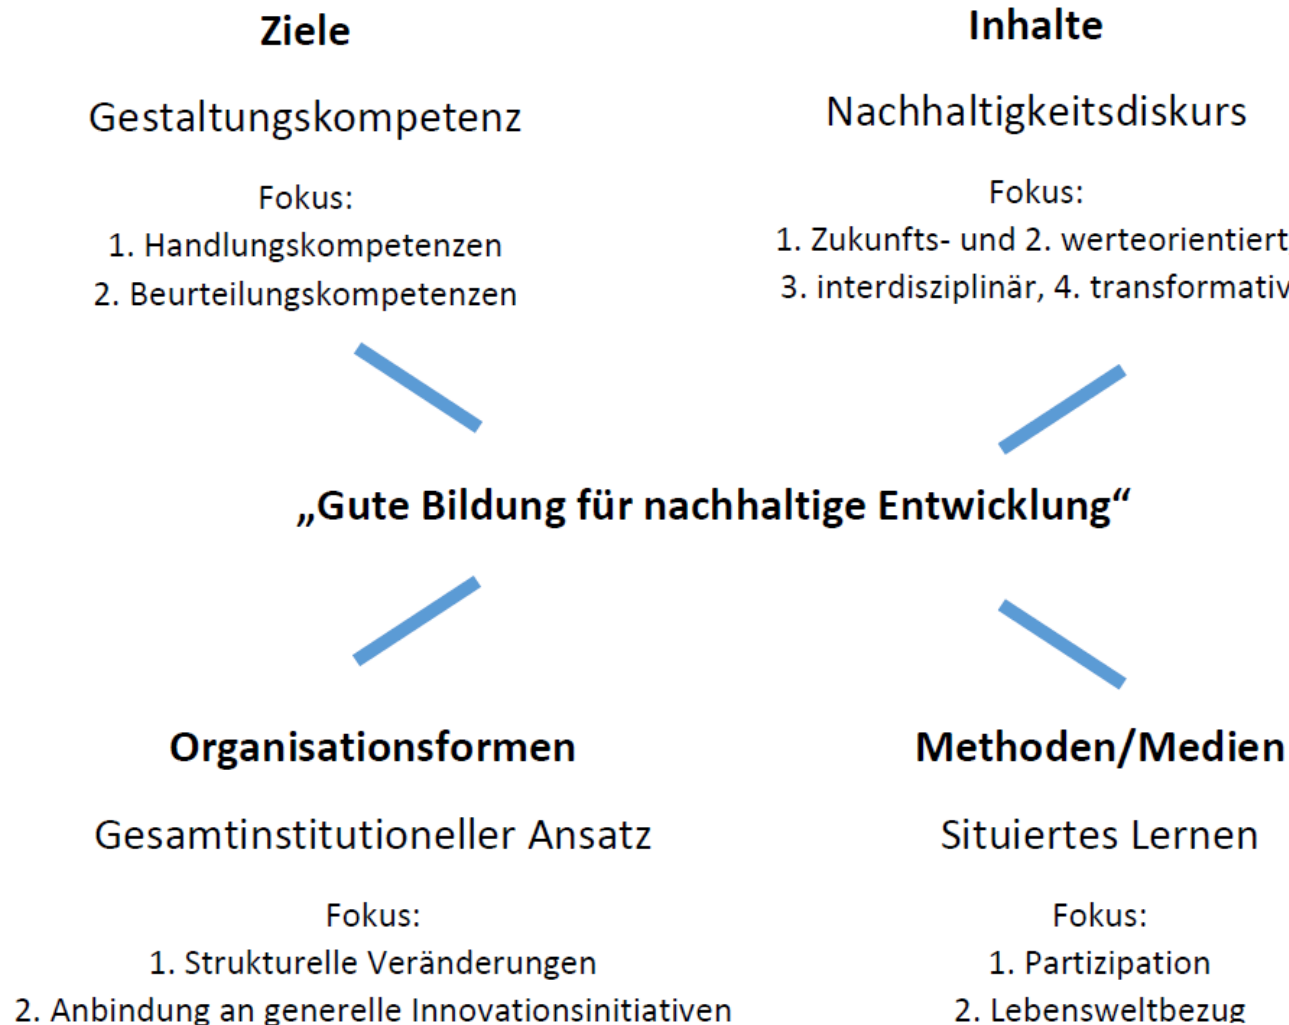 Ziele
Gestaltungskompetenz
Fokus:
1. Handlungskompetenzen
2. Beurteilungskompetenzen
Inhalte
Nachhaltigkeitsdiskurs
Fokus:
1. Zukunfts- und 2. werteorientiert
3. interdisziplinär, 4. transformativ
„Gute Bildung für nachhaltige Entwicklung“
Organisationsformen
Gesamtinstitutioneller Ansatz
Fokus:
1. Strukturelle Veränderungen
2. Anbindung an generelle Innovationsinitiativen
Methoden/Medien
Situiertes Lernen
Fokus:
1. Partizipation
2. Lebensweltbezug